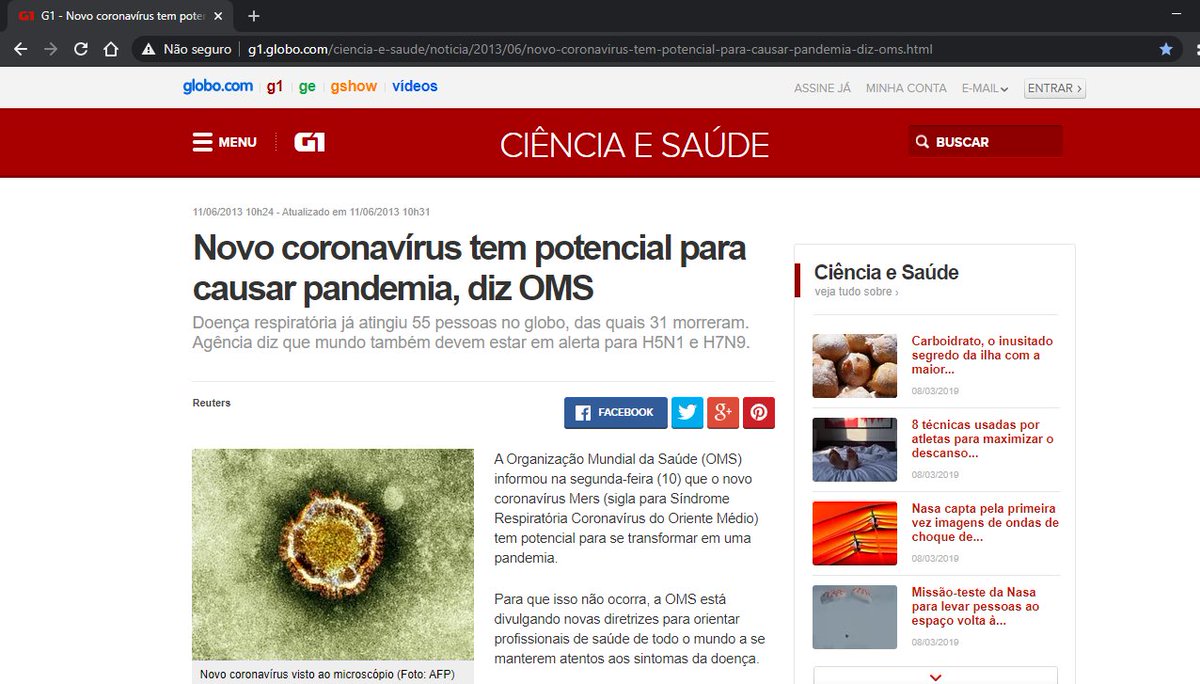 G1 - Novo coronavírus tem poter
Não seguro
g1.globo.com/ciencia-e-saude/noticia/2013/06/novo-coronavirus-tem-potencial-para-causar-pandemia-diz-oms.html
globo.com g1 ge gshow vídeos
ASSINE JÁ MINHA CONTA E-MAIL ENTRAR
MENU G1 CIÊNCIA E SAÚDE BUSCAR
11/06/2013 10h24 - Atualizado em 11/06/2013 10h31
Novo coronavírus tem potencial para
causar pandemia, diz OMS
Doença respiratória já atingiu 55 pessoas no globo, das quais 31 morreram.
Agência diz que mundo também devem estar em alerta para H5N1 e H7N9.
Reuters
FACEBOOK
g+
A Organização Mundial da Saúde (OMS)
informou na segunda-feira (10) que o novo
coronavírus Mers (sigla para Síndrome
Respiratória Coronavírus do Oriente Médio)
tem potencial para se transformar em uma
pandemia.
Para que isso não ocorra, a OMS está
divulgando novas diretrizes para orientar
profissionais de saúde de todo o mundo a se
manterem atentos aos sintomas da doença.
Novo coronavírus visto ao microscópio (Foto: AFP)
Ciência e Saúde
veja tudo sobre ›
Carboidrato, o inusitado
segredo da ilha com a
maior...
08/03/2019
8 técnicas usadas por
atletas para maximizar o
descanso...
08/03/2019
Nasa capta pela primeira
vez imagens de ondas de
choque de...
08/03/2019
Missão-teste da Nasa
para levar pessoas ao
espaço volta à...
08/03/2019